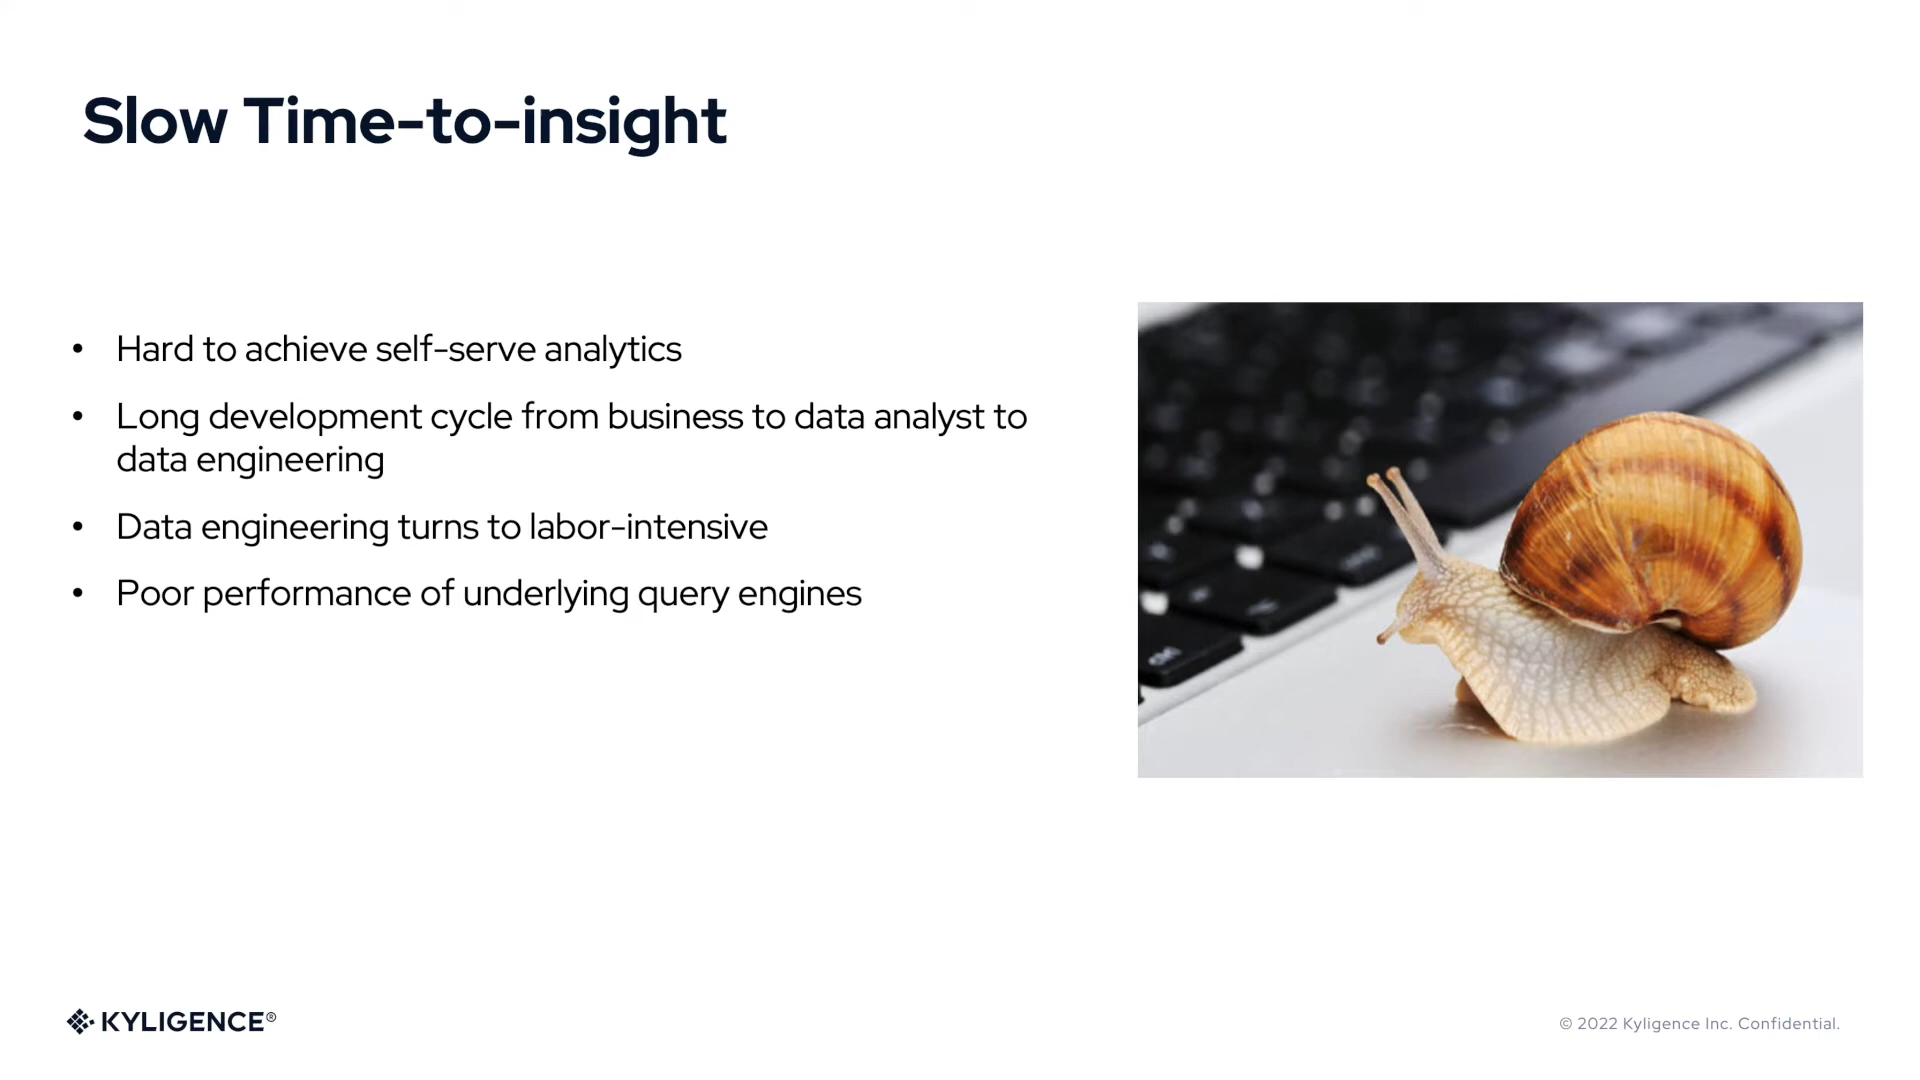 Slow Time-to-insight
• Hard to achieve self-serve analytics
• Long development cycle from business to data analyst to
data engineering
• Data engineering turns to labor-intensive
• Poor performance of underlying query engines
ctrl
KYLIGENCE®
© 2022 Kyligence Inc. Confidential.